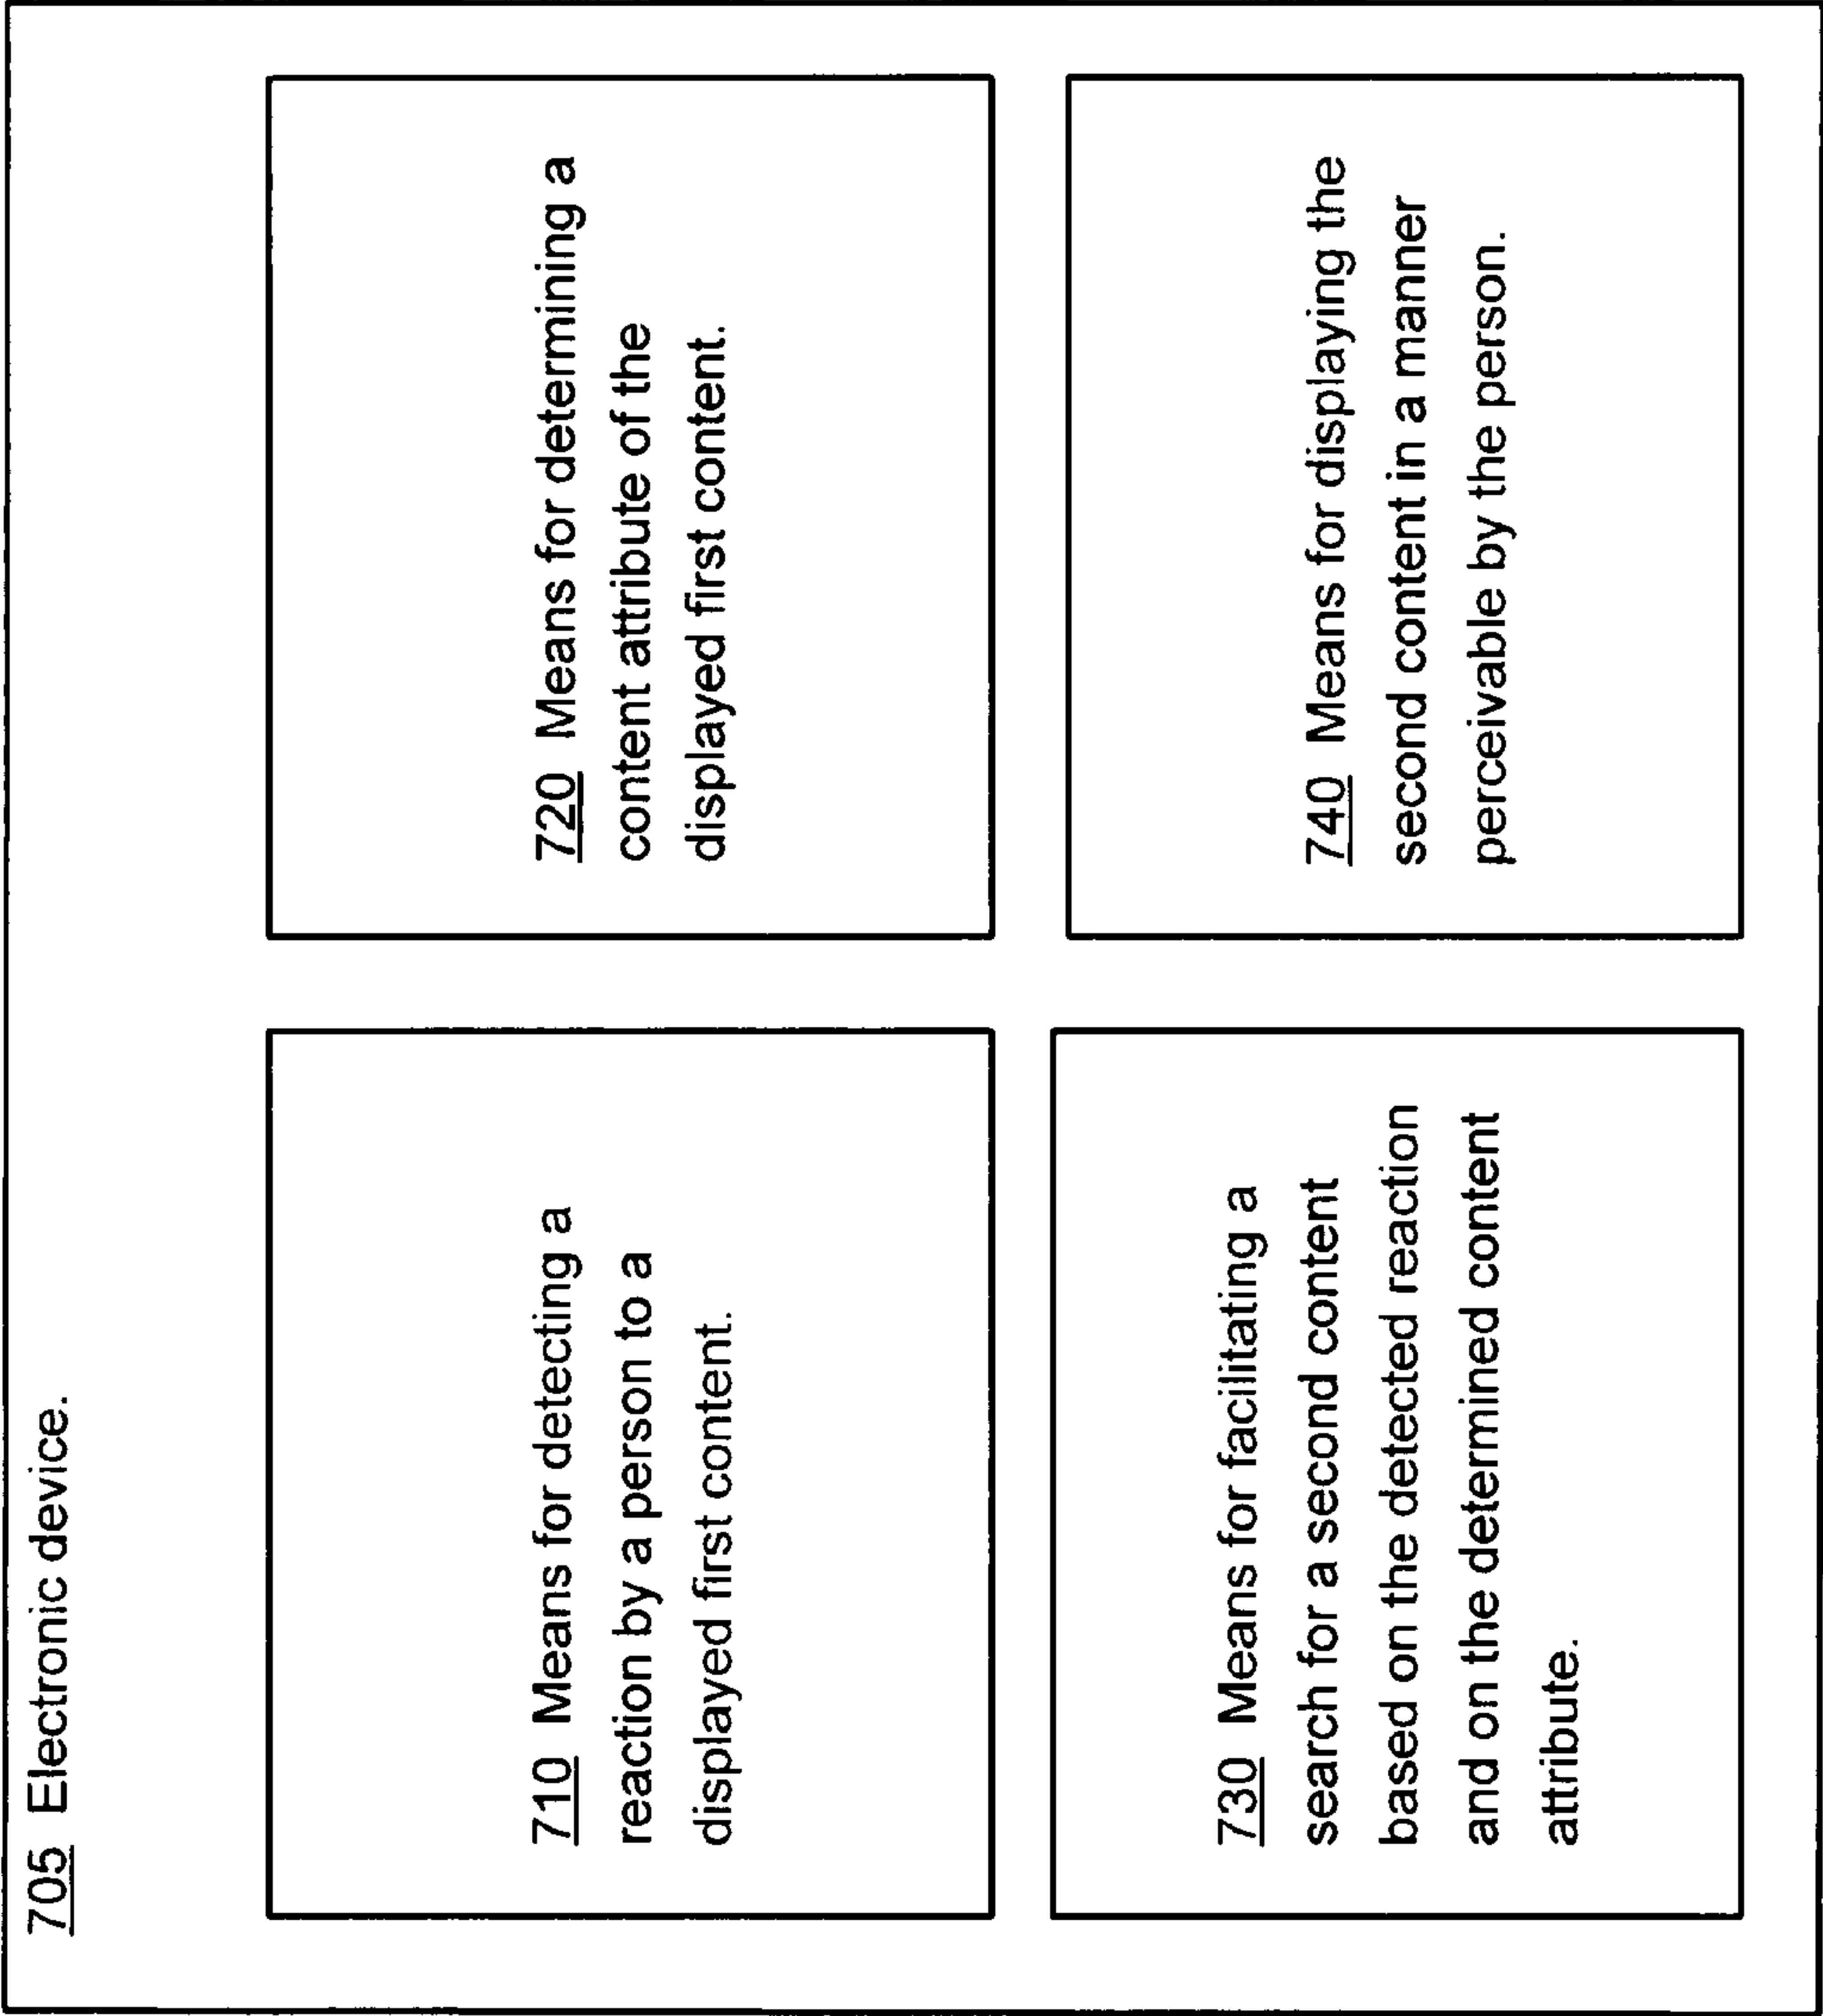 705 Electronic device.
710 Means for detecting a
reaction by a person to a
displayed first content.
720 Means for determining a
content attribute of the
displayed first content.
730 Means for facilitating a
search for a second content
based on the detected reaction
and on the determined content
attribute.
740 Means for displaying the
second content in a manner
perceivable by the person.